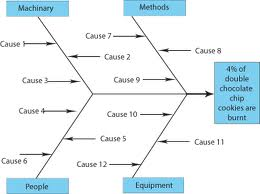 Machinary
Methods
Cause 1
Cause 7
Cause 2
Cause 8
Cause 3
Cause 9
4% of
double
chocolate
chip
cookies are
burnt
Cause 4
Cause 10
Cause 5
Cause 11
Cause 6
Cause 12
People
Equipment